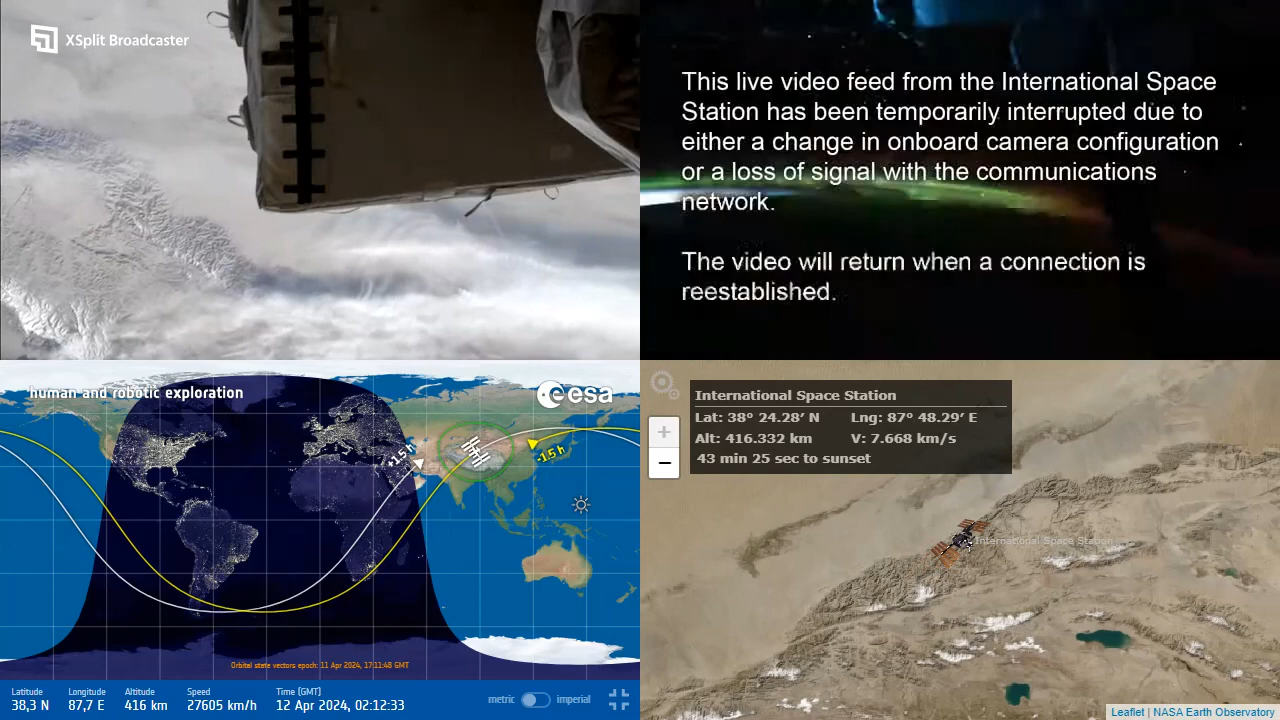 XSplit Broadcaster
This live video feed from the International Space
Station has been temporarily interrupted due to
either a change in onboard camera configuration
or a loss of signal with the communications
network.
The video will return when a connection is
reestablished.
human and robotic exploration
esa
+1.5 h
-1.5 h
Orbital state vectors epoch: 11 Apr 2024, 17:11:48 GMT
Latitude Longitude Altitude Speed Time (GMT)
38,3 N 87,7 E 416 km 27605 km/h 12 Apr 2024, 02:12:33
metric imperial
International Space Station
Lat: 38° 24.28′ N Lng: 87° 48.29′ E
Alt: 416.332 km V: 7.668 km/s
43 min 25 sec to sunset
+
−
International Space Station
Leaflet | NASA Earth Observatory